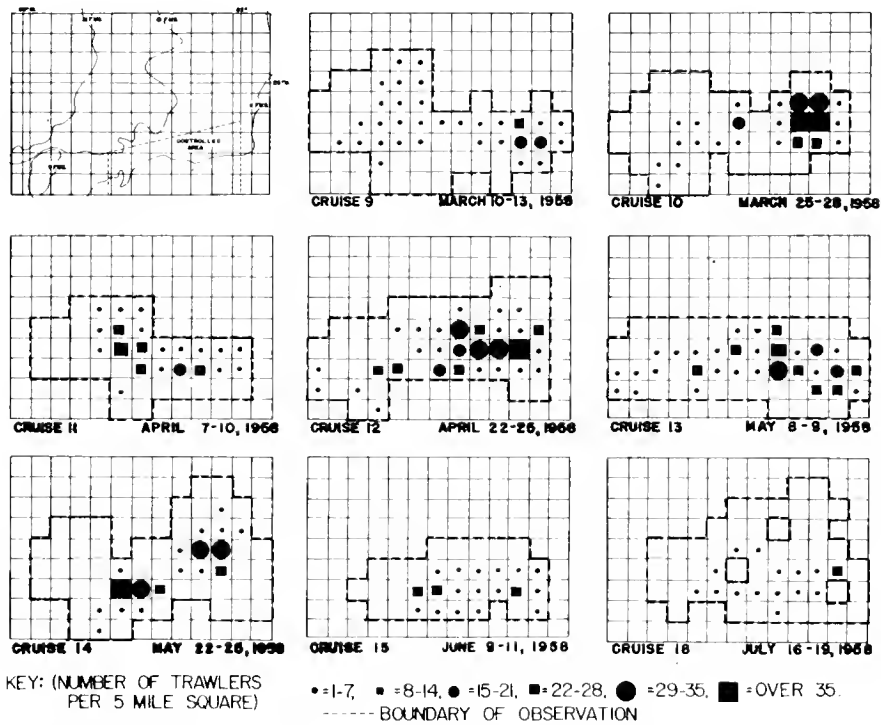 CONTROLLED
AREA
CRUISE 9 MARCH 10-13, 1958
CRUISE 10 MARCH 25-28, 1958
CRUISE 11 APRIL 7-10, 1958
CRUISE 12 APRIL 22-25, 1958
CRUISE 13 MAY 8-9, 1958
CRUISE 14 MAY 22-25, 1958
CRUISE 15 JUNE 9-11, 1958
CRUISE 18 JULY 16-19, 1958
KEY: (NUMBER OF TRAWLERS
PER 5 MILE SQUARE)
=1-7, =8-14, =15-21, =22-28, =29-35, =OVER 35.
BOUNDARY OF OBSERVATION